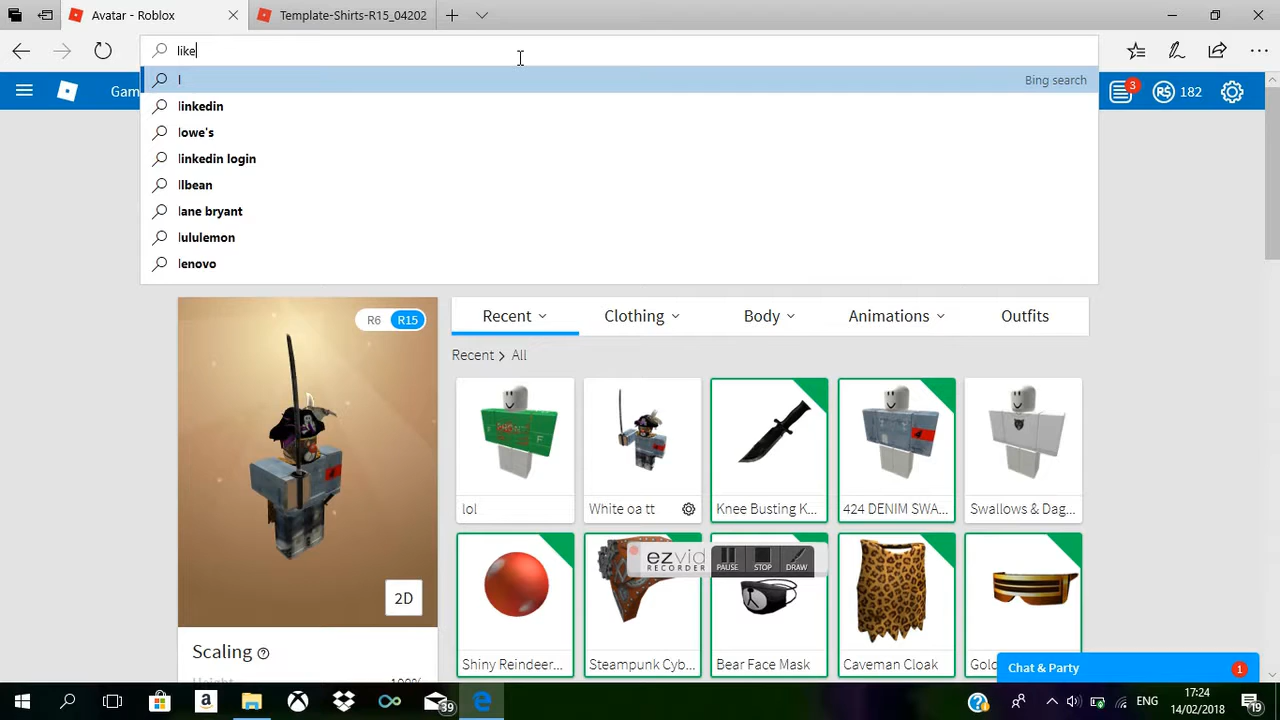 Avatar - Roblox
Template-Shirts-R15_04202
like
l
Bing search
linkedin
lowe's
linkedin login
llbean
lane bryant
lululemon
lenovo
Gam
3
R$ 182
R6
R15
Recent
Clothing
Body
Animations
Outfits
Recent > All
lol
White oa tt
Knee Busting K...
424 DENIM SWA...
Swallows & Dag...
2D
ezvid
RECORDER
PAUSE
STOP
DRAW
Shiny Reindeer...
Steampunk Cyb...
Bear Face Mask
Caveman Cloak
Gol
Scaling
Chat & Party
1
39
ENG
17:24
14/02/2018
19